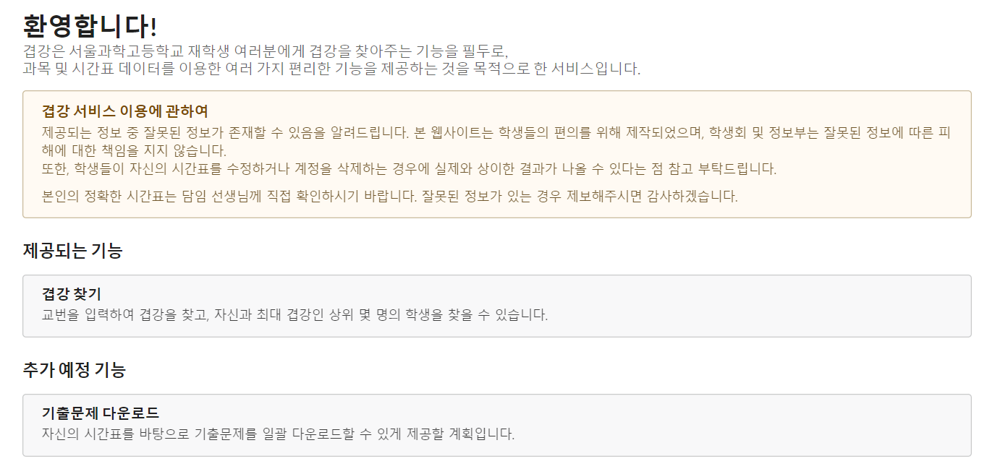 환영합니다!
겹강은 서울과학고등학교 재학생 여러분에게 겹강을 찾아주는 기능을 필두로,
과목 및 시간표 데이터를 이용한 여러 가지 편리한 기능을 제공하는 것을 목적으로 한 서비스입니다.
겹강 서비스 이용에 관하여
제공되는 정보 중 잘못된 정보가 존재할 수 있음을 알려드립니다. 본 웹사이트는 학생들의 편의를 위해 제작되었으며, 학생회 및 정보부는 잘못된 정보에 따른 피
해에 대한 책임을 지지 않습니다.
또한, 학생들이 자신의 시간표를 수정하거나 계정을 삭제하는 경우에 실제와 상이한 결과가 나올 수 있다는 점 참고 부탁드립니다.
본인의 정확한 시간표는 담임 선생님께 직접 확인하시기 바랍니다. 잘못된 정보가 있는 경우 제보해주시면 감사하겠습니다.
제공되는 기능
겹강 찾기
교번을 입력하여 겹강을 찾고, 자신과 최대 겹강인 상위 몇 명의 학생을 찾을 수 있습니다.
추가 예정 기능
기출문제 다운로드
자신의 시간표를 바탕으로 기출문제를 일괄 다운로드할 수 있게 제공할 계획입니다.